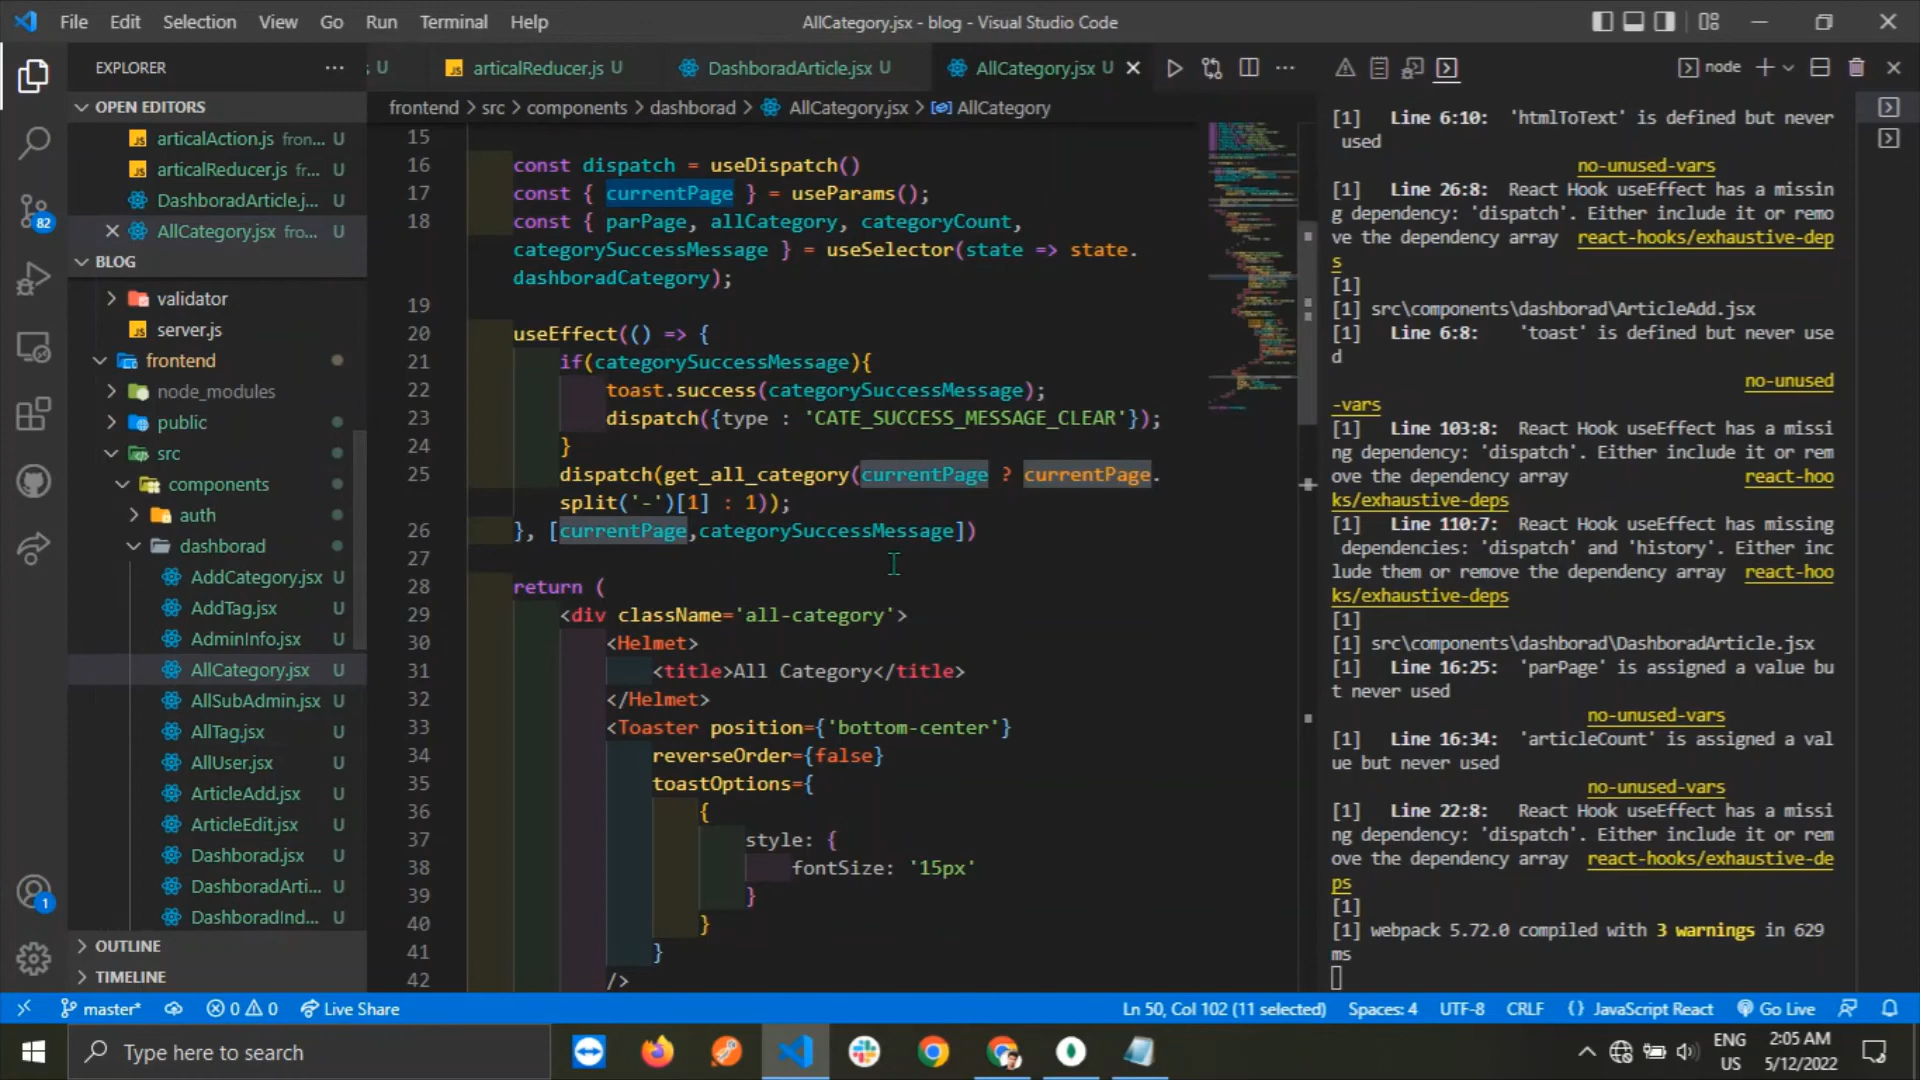 File Edit Selection View Go Run Terminal Help
AllCategory.jsx - blog - Visual Studio Code
EXPLORER
OPEN EDITORS
articalAction.js fron... U
articalReducer.js fr... U
DashboradArticle.j... U
AllCategory.jsx fro... U
82
BLOG
validator
server.js
frontend
node_modules
public
src
components
auth
dashborad
AddCategory.jsx U
AddTag.jsx U
AdminInfo.jsx U
AllCategory.jsx U
AllSubAdmin.jsx U
AllTag.jsx U
AllUser.jsx U
ArticleAdd.jsx U
ArticleEdit.jsx U
Dashborad.jsx U
DashboradArti... U
DashboradInd... U
1
OUTLINE
TIMELINE
U articalReducer.js U DashboradArticle.jsx U AllCategory.jsx U
frontend > src > components > dashborad > AllCategory.jsx > AllCategory
15
16 const dispatch = useDispatch()
17 const { currentPage } = useParams();
18 const { parPage, allCategory, categoryCount,
categorySuccessMessage } = useSelector(state => state.
dashboradCategory);
19
20 useEffect(() => {
21 if(categorySuccessMessage){
22 toast.success(categorySuccessMessage);
23 dispatch({type : 'CATE_SUCCESS_MESSAGE_CLEAR'});
24 }
25 dispatch(get_all_category(currentPage ? currentPage.
split('-')[1] : 1));
26 }, [currentPage,categorySuccessMessage])
27
28 return (
29 <div className='all-category'>
30 <Helmet>
31 <title>All Category</title>
32 </Helmet>
33 <Toaster position={'bottom-center'}
34 reverseOrder={false}
35 toastOptions={
36 {
37 style: {
38 fontSize: '15px'
39 }
40 }
41 }
42 />
node
[1] Line 6:10: 'htmlToText' is defined but never
used
no-unused-vars
[1] Line 26:8: React Hook useEffect has a missin
g dependency: 'dispatch'. Either include it or remo
ve the dependency array react-hooks/exhaustive-dep
s
[1]
[1] src\components\dashborad\ArticleAdd.jsx
[1] Line 6:8: 'toast' is defined but never use
d
no-unused
-vars
[1] Line 103:8: React Hook useEffect has a missi
ng dependency: 'dispatch'. Either include it or rem
ove the dependency array react-hoo
ks/exhaustive-deps
[1] Line 110:7: React Hook useEffect has missing
dependencies: 'dispatch' and 'history'. Either inc
lude them or remove the dependency array react-hoo
ks/exhaustive-deps
[1]
[1] src\components\dashborad\DashboradArticle.jsx
[1] Line 16:25: 'parPage' is assigned a value bu
t never used
no-unused-vars
[1] Line 16:34: 'articleCount' is assigned a val
ue but never used
no-unused-vars
[1] Line 22:8: React Hook useEffect has a missi
ng dependency: 'dispatch'. Either include it or rem
ove the dependency array react-hooks/exhaustive-de
ps
[1]
[1] webpack 5.72.0 compiled with 3 warnings in 629
ms
master* 0 0 Live Share
Ln 50, Col 102 (11 selected) Spaces: 4 UTF-8 CRLF {} JavaScript React Go Live
Type here to search
ENG
US
2:05 AM
5/12/2022